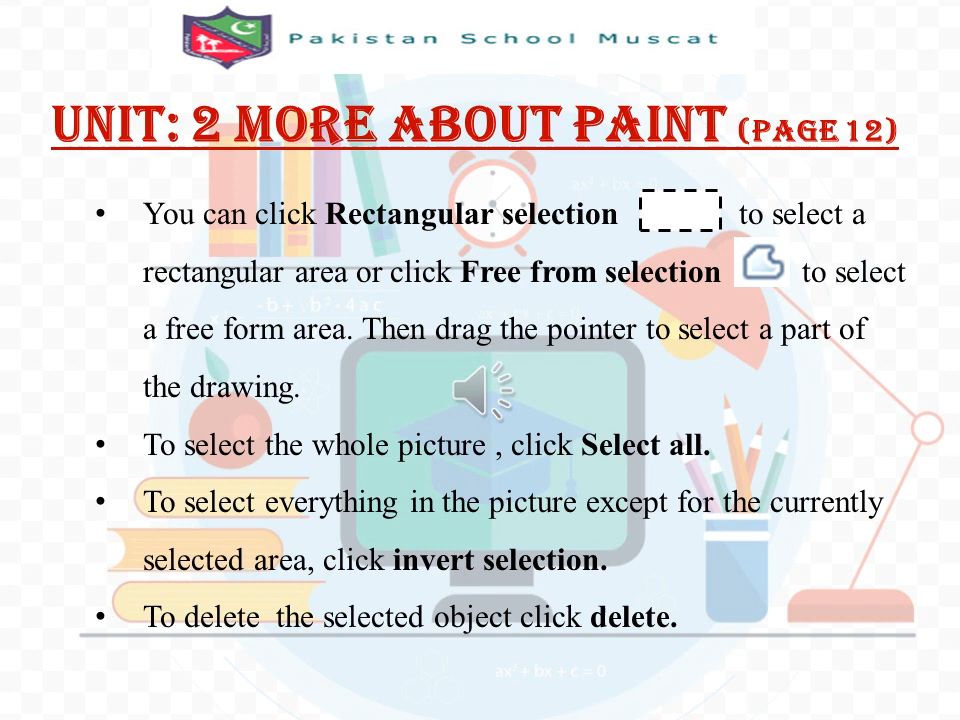 Pakistan School Muscat
Unit: 2 More About Paint (Page 12)
• You can click Rectangular selection to select a
rectangular area or click Free from selection to select
a free form area. Then drag the pointer to select a part of
the drawing.
• To select the whole picture , click Select all.
• To select everything in the picture except for the currently
selected area, click invert selection.
• To delete the selected object click delete.
ax² + bx + c = 0